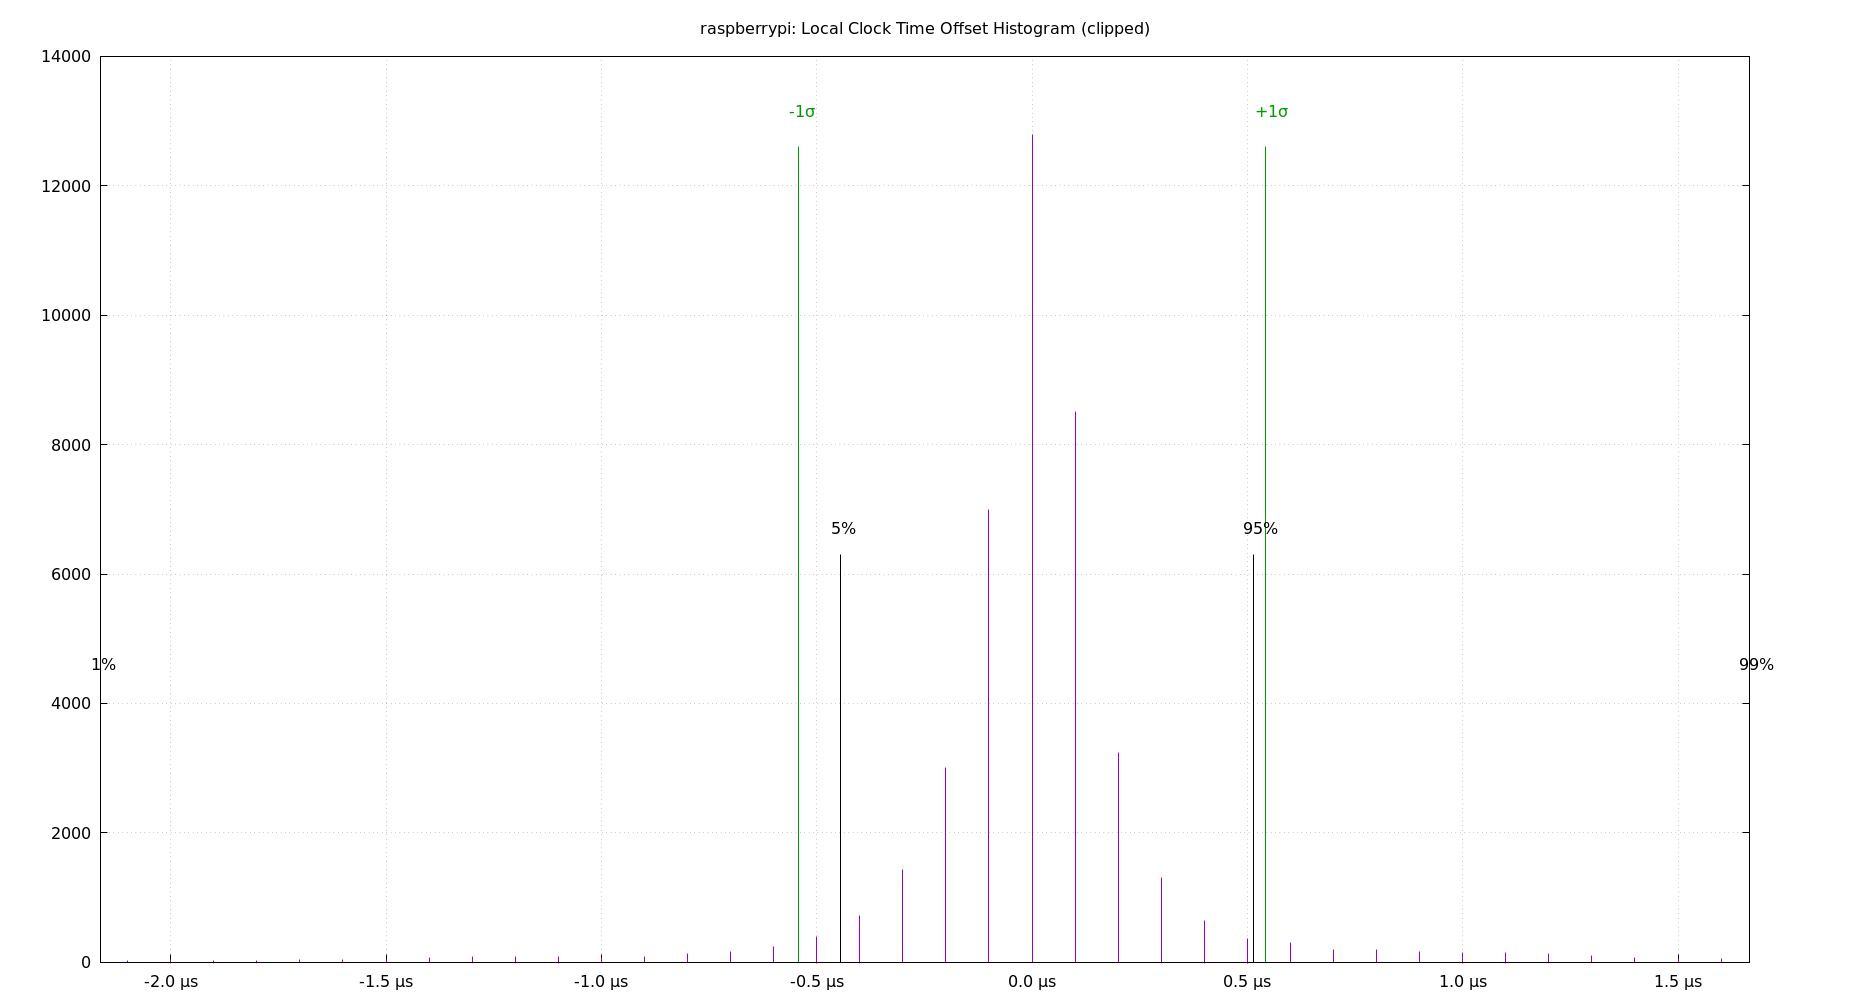 raspberrypi: Local Clock Time Offset Histogram (clipped)
14000
-1σ
+1σ
12000
10000
8000
5%
95%
6000
1%
99%
4000
2000
0
-2.0 µs
-1.5 µs
-1.0 µs
-0.5 µs
0.0 µs
0.5 µs
1.0 µs
1.5 µs